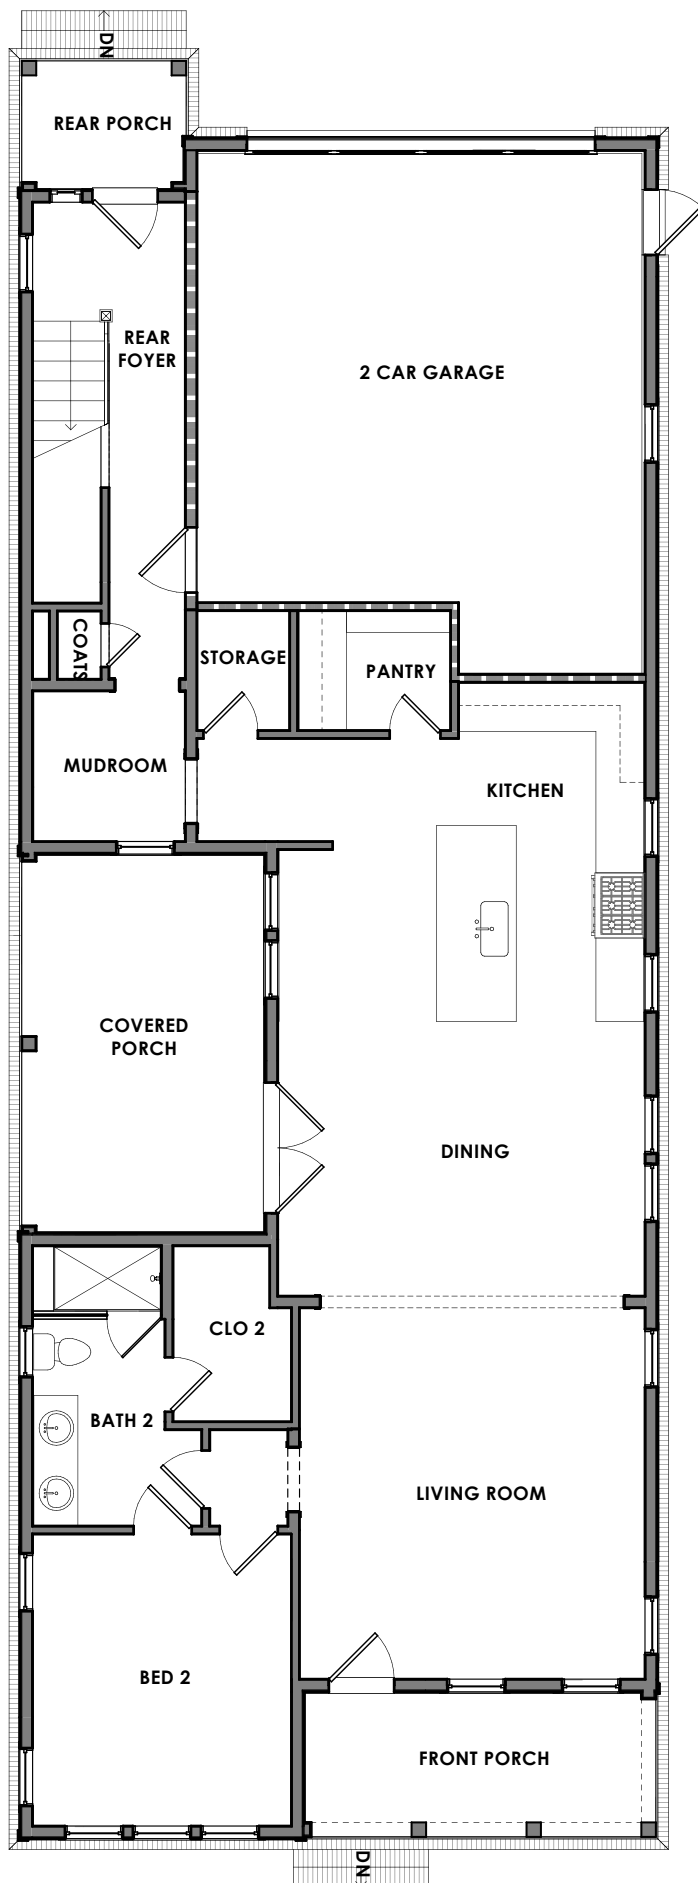 DN
REAR PORCH
REAR
FOYER
2 CAR GARAGE
COATS
STORAGE
PANTRY
MUDROOM
KITCHEN
COVERED
PORCH
DINING
CLO 2
BATH 2
LIVING ROOM
BED 2
FRONT PORCH
DN